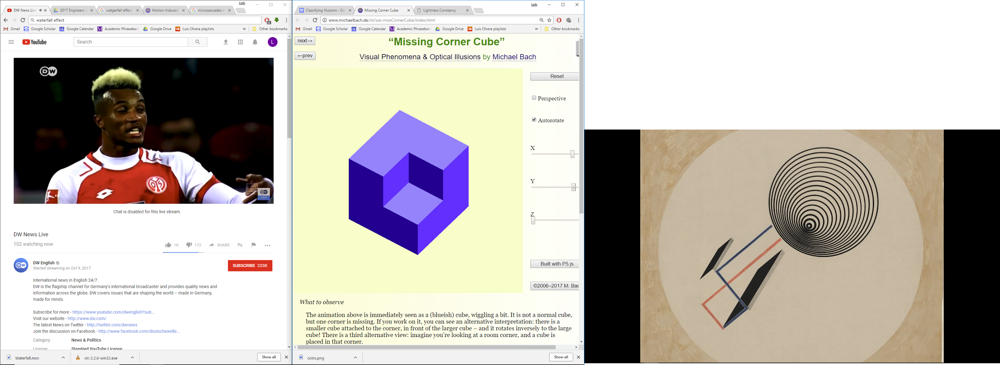 Luvita
DW News Live
2017 Engineers in
watgerfall effect
Motion-Induced
microsaccades in
waterfall effect
12
Gmail
Google Scholar
15
Google Calendar
Academic Phraseban
Google Drive
Luis Olvera playlists
»
Other bookmarks
YouTube
Search
L
DW
05
DW
English
Chat is disabled for this live stream.
DW News Live
102 watching now
1K
172
SHARE
DW
DW English
SUBSCRIBE 233K
Started streaming on Oct 9, 2017
International news in English 24/7.
DW is the flagship channel for Germany's international broadcaster and provides quality news and
information across the globe. DW covers issues that are shaping the world – made in Germany,
made for minds.
Subscribe for more - https://www.youtube.com/dwenglish?sub...
Visit our website - http://www.dw.com/
The latest News on Twitter - http://twitter.com/dwnews
Join the discussion on Facebook - http://www.facebook.com/deutschewelle...
Category News & Politics
License Standard YouTube License
Waterfall.mov
vlc-2.2.6-win32.exe
Show all
Classifying Illusions - Goo
Missing Corner Cube
Lightness Constancy
www.michaelbach.de/ot/sze-missCornerCube/index.html
Gmail
Google Scholar
15
Google Calendar
Academic Phraseban
Google Drive
Luis Olvera playlists
»
Other bookmarks
next→
←prev
“Missing Corner Cube”
Visual Phenomena & Optical Illusions by Michael Bach
Reset
Perspective
Autorotate
X
Y
Z
Built with P5.js
©2006–2017 M. Bac
What to observe
The animation above is immediately seen as a (blueish) cube, wiggling a bit. It is not a normal cube,
but one corner is missing. If you work on it, you can see an alternative interpretation: there is a
smaller cube attached to the corner, in front of the larger cube – and it rotates inversely to the large
cube! There is a third alternative view: imagine you’re looking at a room corner, and a cube is
placed in that corner.
coins.png
Show all